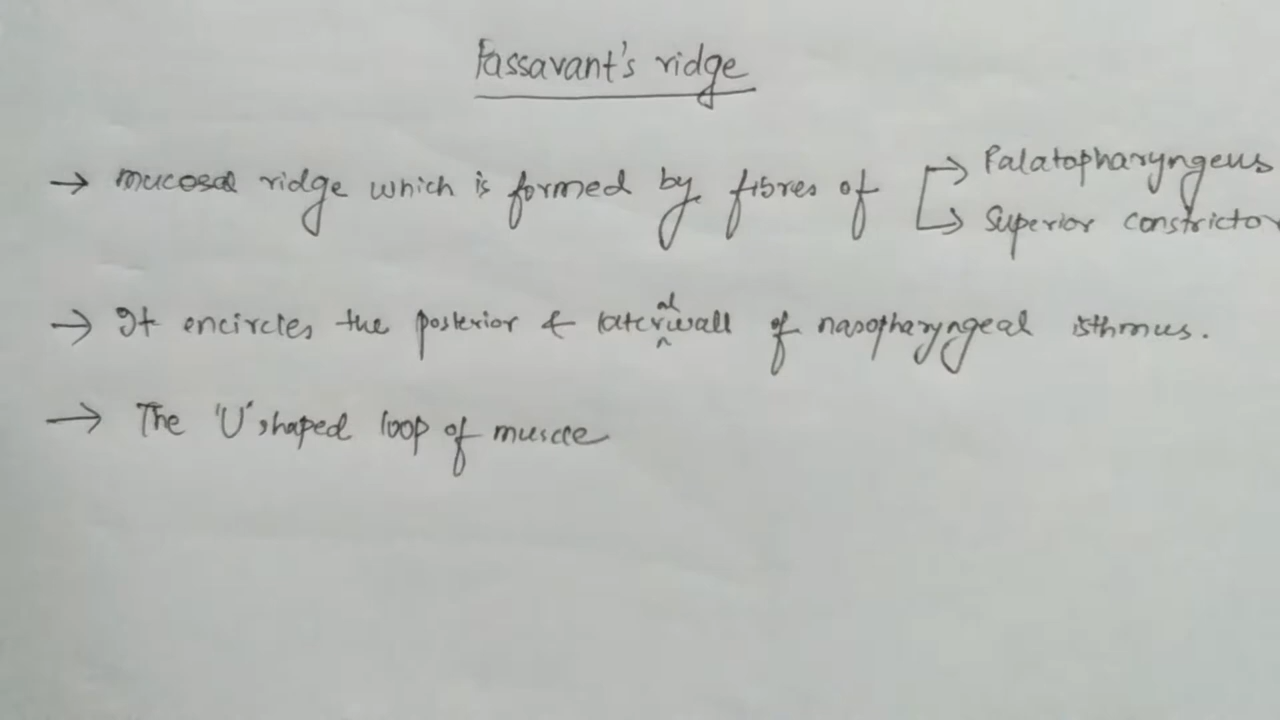 Passavant's ridge
→ mucosal ridge which is formed by fibres of → Palatopharyngeus
→ Superior constrictor
→ It encircles the posterior & lateral wall of nasopharyngeal isthmus.
→ The 'U' shaped loop of muscle